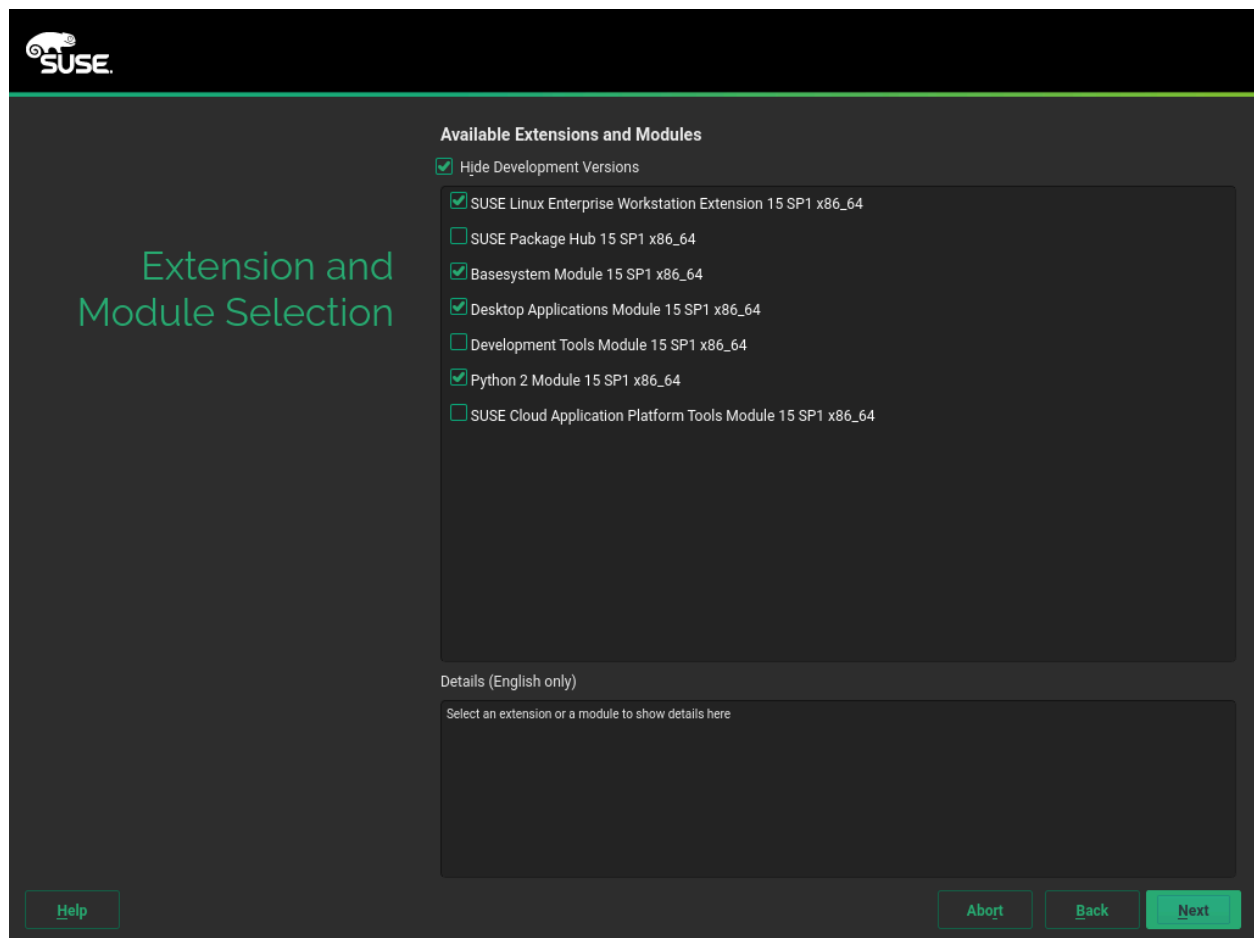 SUSE.
Extension and
Module Selection
Available Extensions and Modules
Hide Development Versions
SUSE Linux Enterprise Workstation Extension 15 SP1 x86_64
SUSE Package Hub 15 SP1 x86_64
Basesystem Module 15 SP1 x86_64
Desktop Applications Module 15 SP1 x86_64
Development Tools Module 15 SP1 x86_64
Python 2 Module 15 SP1 x86_64
SUSE Cloud Application Platform Tools Module 15 SP1 x86_64
Details (English only)
Select an extension or a module to show details here
Help
Abort
Back
Next